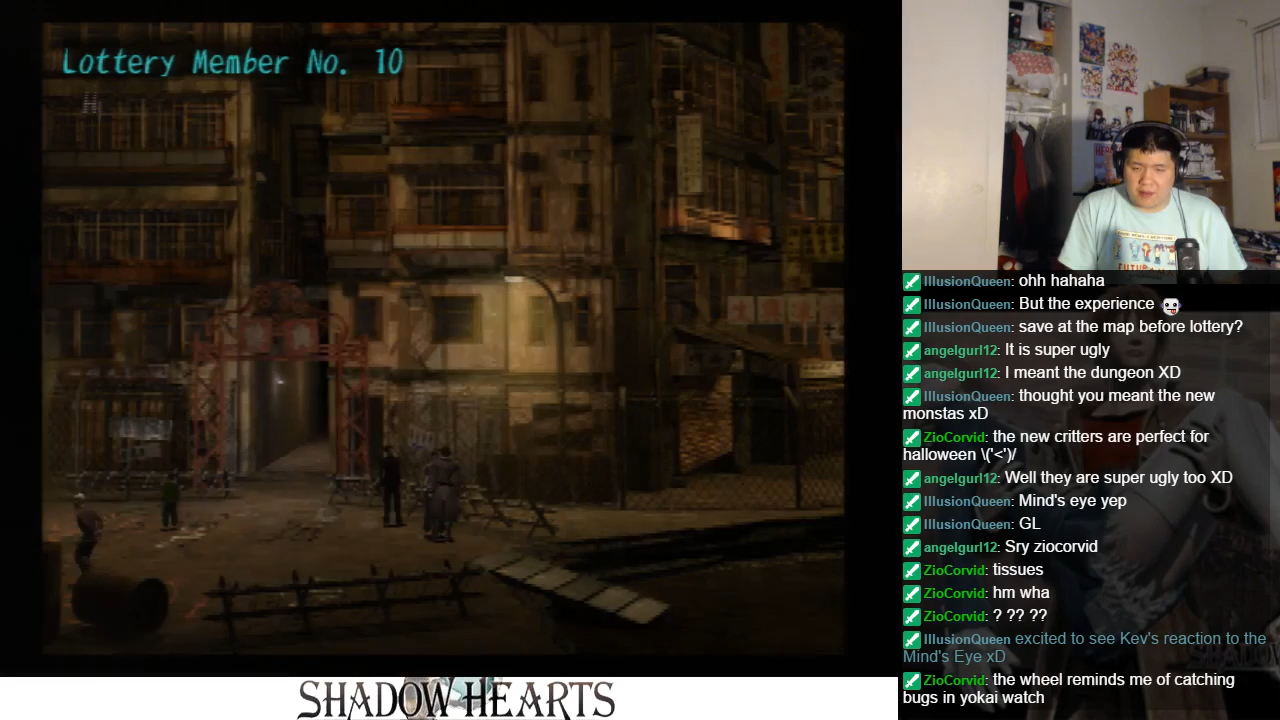 Lottery Member No. 10
IllusionQueen: ohh hahaha
IllusionQueen: But the experience
IllusionQueen: save at the map before lottery?
angelgurl12: It is super ugly
angelgurl12: I meant the dungeon XD
IllusionQueen: thought you meant the new
monstas xD
ZioCorvid: the new critters are perfect for
halloween \('<')/
angelgurl12: Well they are super ugly too XD
IllusionQueen: Mind's eye yep
IllusionQueen: GL
angelgurl12: Sry ziocorvid
ZioCorvid: tissues
ZioCorvid: hm wha
ZioCorvid: ? ?? ??
IllusionQueen excited to see Kev's reaction to the
Mind's Eye xD
ZioCorvid: the wheel reminds me of catching
bugs in yokai watch
SHADOW HEARTS